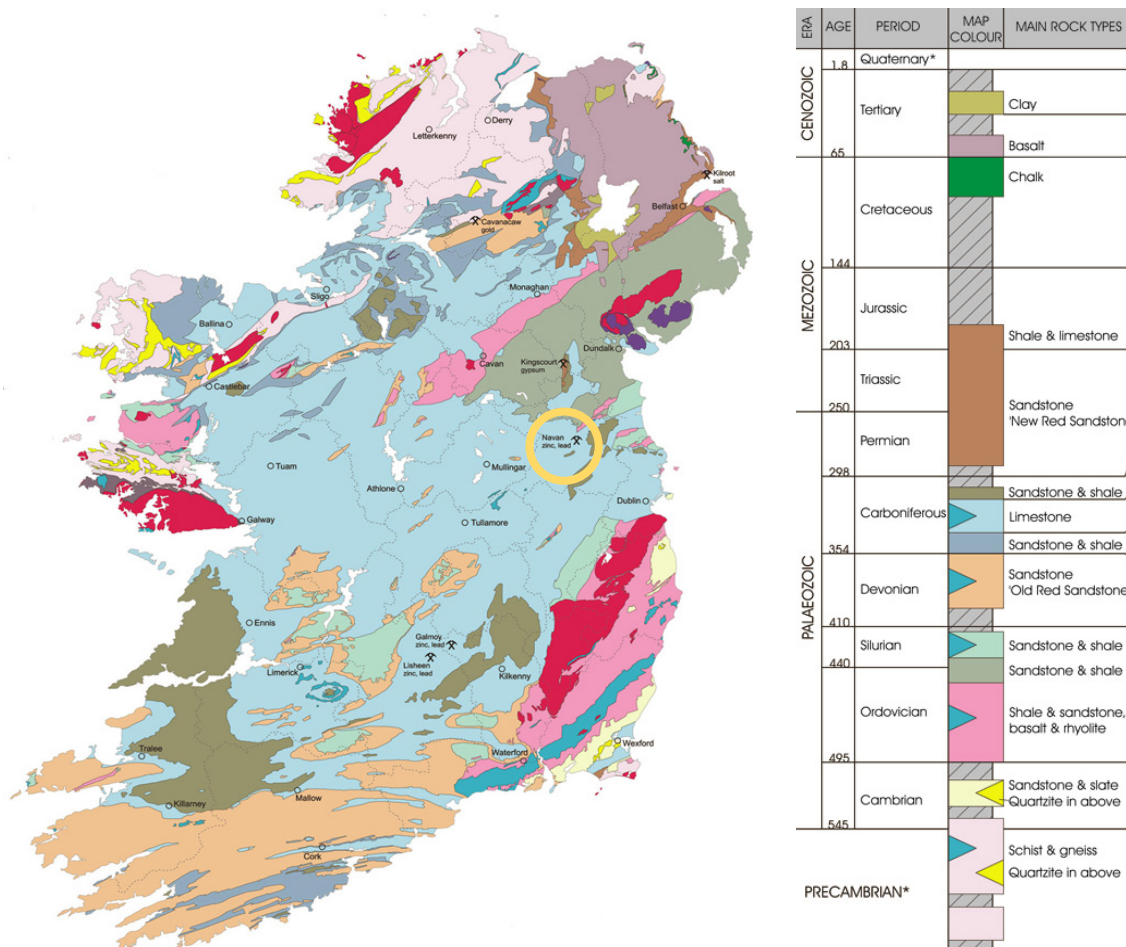 Derry
Letterkenny
Kilroot
salt
Belfast
Cavanacaw
gold
Sligo
Monaghan
Ballina
Dundalk
Cavan
Kingscourt
gypsum
Castlebar
Navan
zinc, lead
Mullingar
Tuam
Athlone
Dublin
Galway
Tullamore
Ennis
Galmoy
zinc, lead
Lisheen
zinc, lead
Limerick
Kilkenny
Wexford
Waterford
Tralee
Mallow
Killarney
Cork
ERA
AGE
PERIOD
MAP
COLOUR
MAIN ROCK TYPES
CENOZOIC
Quaternary*
1.8
Tertiary
Clay
Basalt
65
MEZOZOIC
Chalk
Cretaceous
144
Jurassic
Shale & limestone
203
Triassic
250
Sandstone
'New Red Sandston
PALAEOZOIC
Permian
298
Sandstone & shale
Carboniferous
Limestone
Sandstone & shale
354
Devonian
Sandstone
'Old Red Sandstone
410
Silurian
Sandstone & shale
440
Sandstone & shale
Ordovician
Shale & sandstone,
basalt & rhyolite
495
Cambrian
Sandstone & slate
Quartzite in above
545
Schist & gneiss
Quartzite in above
PRECAMBRIAN*